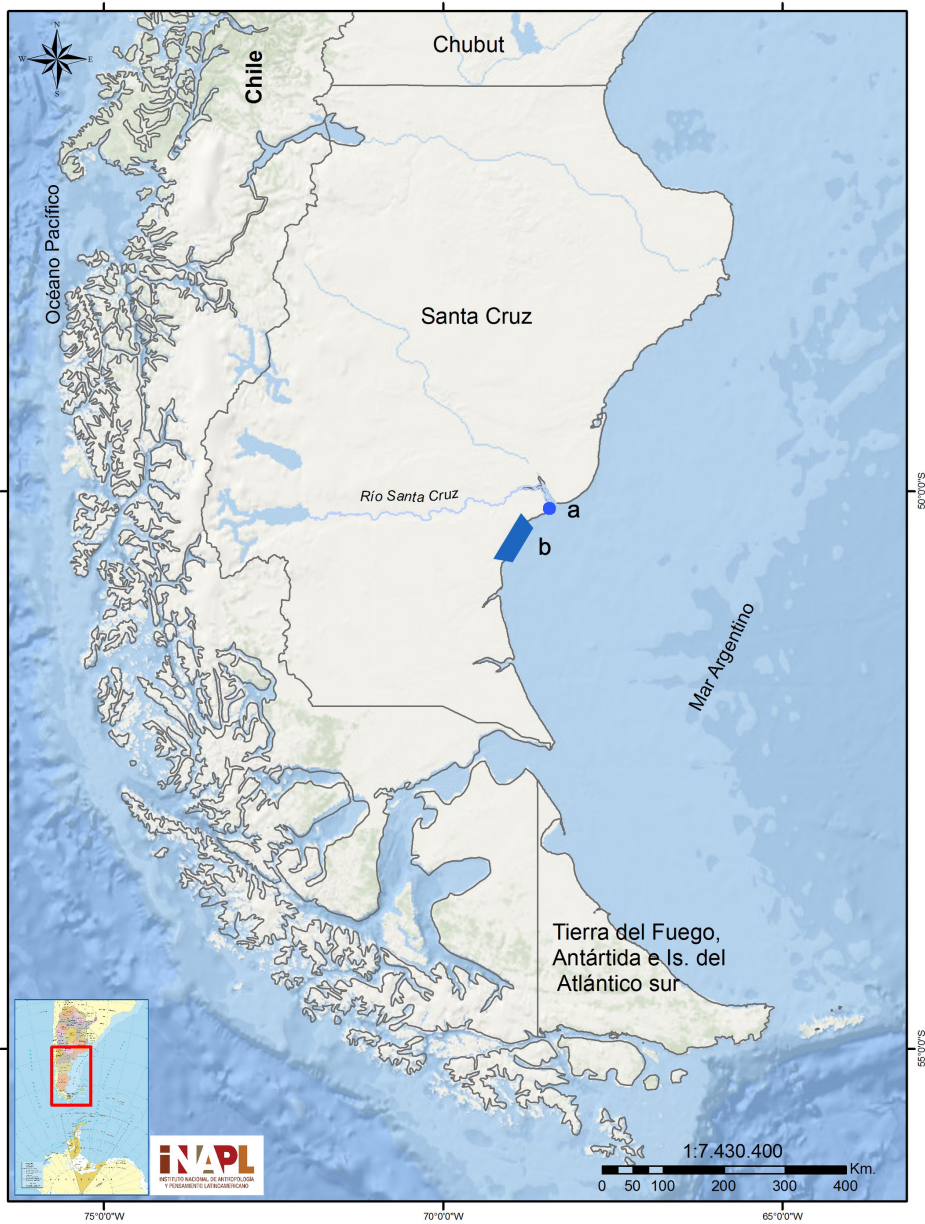 N
W
E
S
Chubut
Chile
Océano Pacífico
Santa Cruz
50°0'0"S
Río Santa Cruz
a
b
Mar Argentino
Tierra del Fuego,
Antártida e Is. del
Atlántico sur
55°0'0"S
iNAPL
INSTITUTO NACIONAL DE ANTROPOLOGÍA
Y PENSAMIENTO LATINOAMERICANO
1:7.430.400
Km.
0 50 100 200 300 400
75°0'0"W
70°0'0"W
65°0'0"W